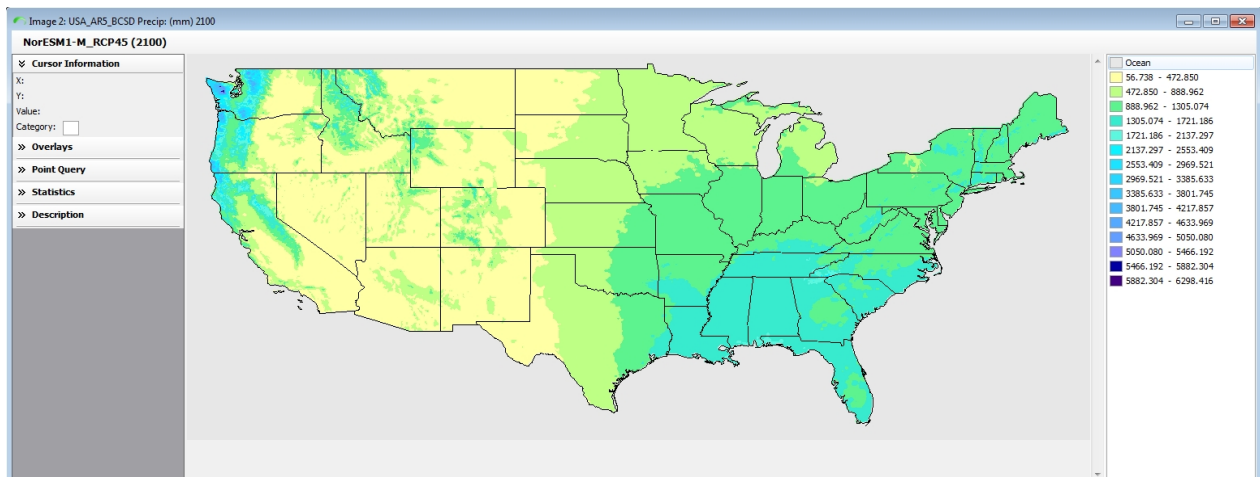 Image 2: USA_AR5_BCSD Precip: (mm) 2100
NorESM1-M_RCP45 (2100)
Cursor Information
X:
Y:
Value:
Category:
Overlays
Point Query
Statistics
Description
Ocean
56.738 - 472.850
472.850 - 888.962
888.962 - 1305.074
1305.074 - 1721.186
1721.186 - 2137.297
2137.297 - 2553.409
2553.409 - 2969.521
2969.521 - 3385.633
3385.633 - 3801.745
3801.745 - 4217.857
4217.857 - 4633.969
4633.969 - 5050.080
5050.080 - 5466.192
5466.192 - 5882.304
5882.304 - 6298.416